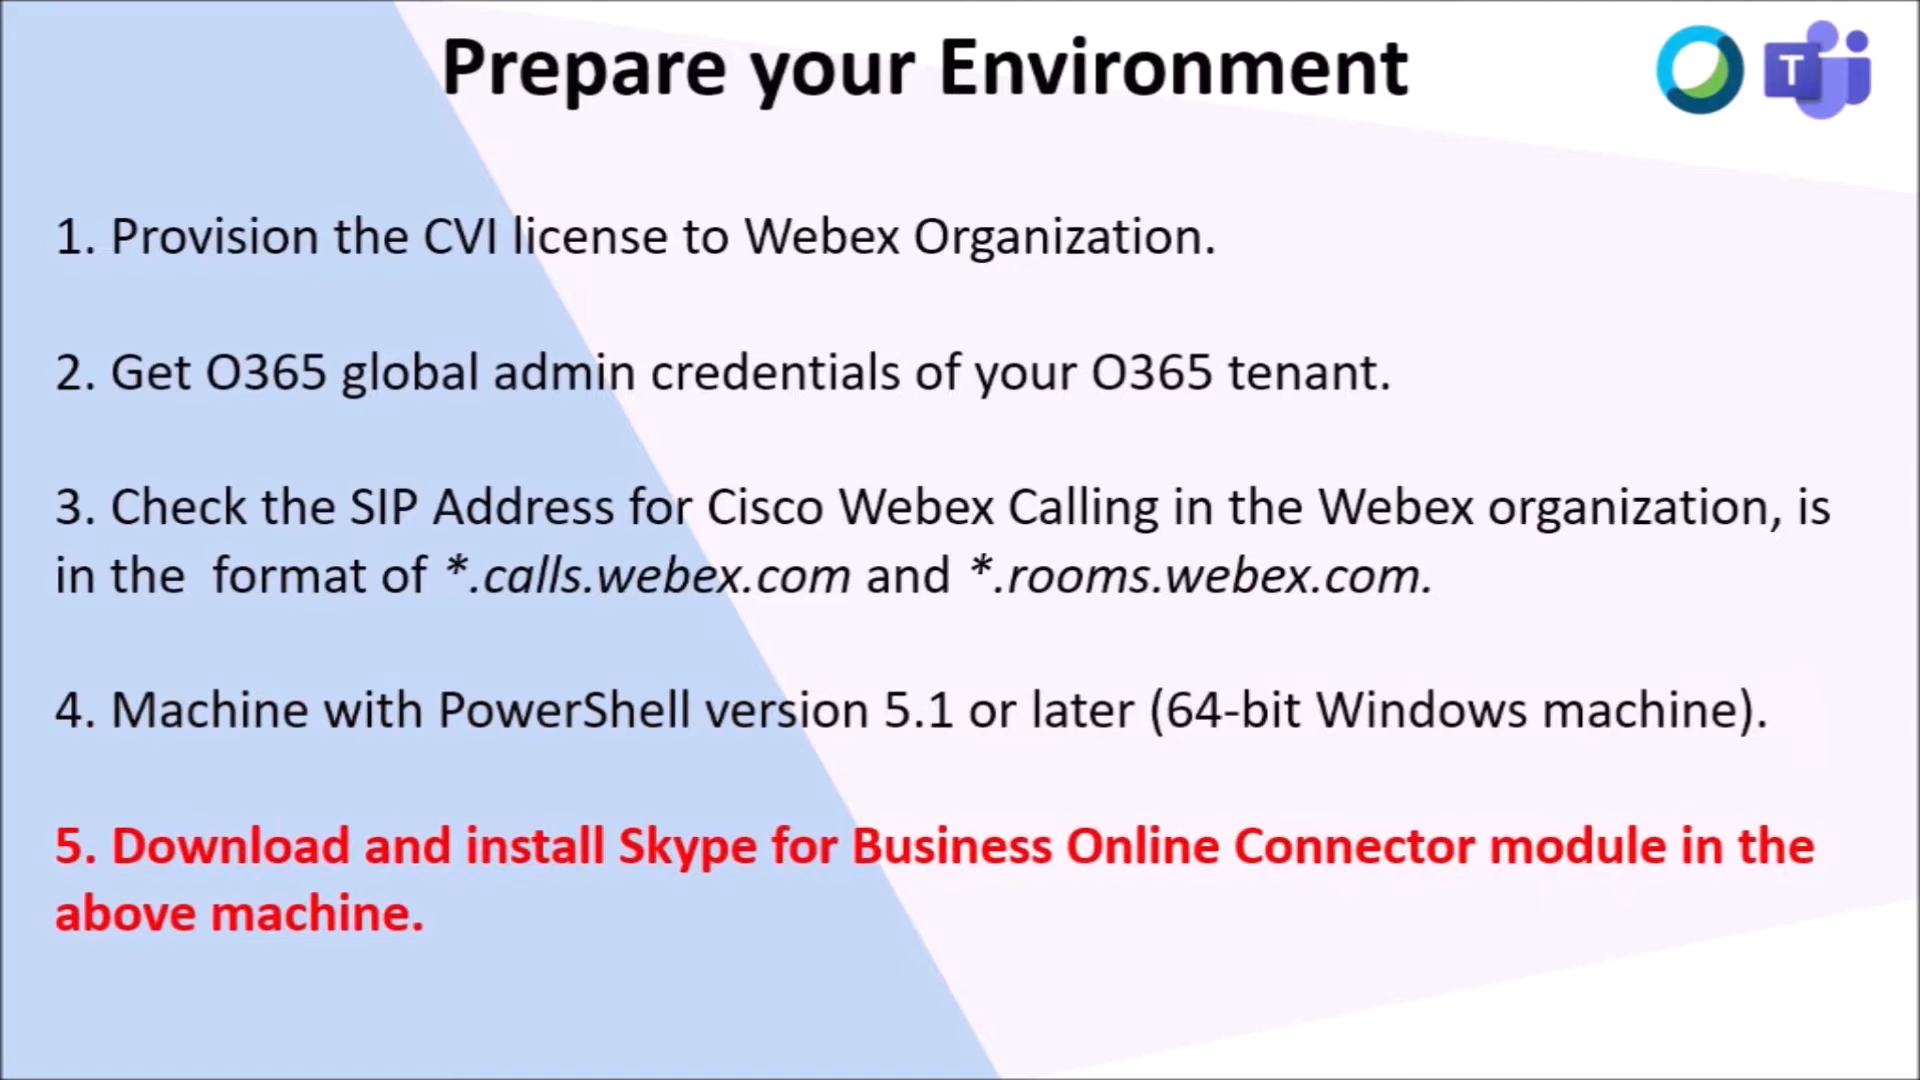 Prepare your Environment
T
1. Provision the CVI license to Webex Organization.
2. Get O365 global admin credentials of your O365 tenant.
3. Check the SIP Address for Cisco Webex Calling in the Webex organization, is
in the  format of *.calls.webex.com and *.rooms.webex.com.
4. Machine with PowerShell version 5.1 or later (64-bit Windows machine).
5. Download and install Skype for Business Online Connector module in the
above machine.